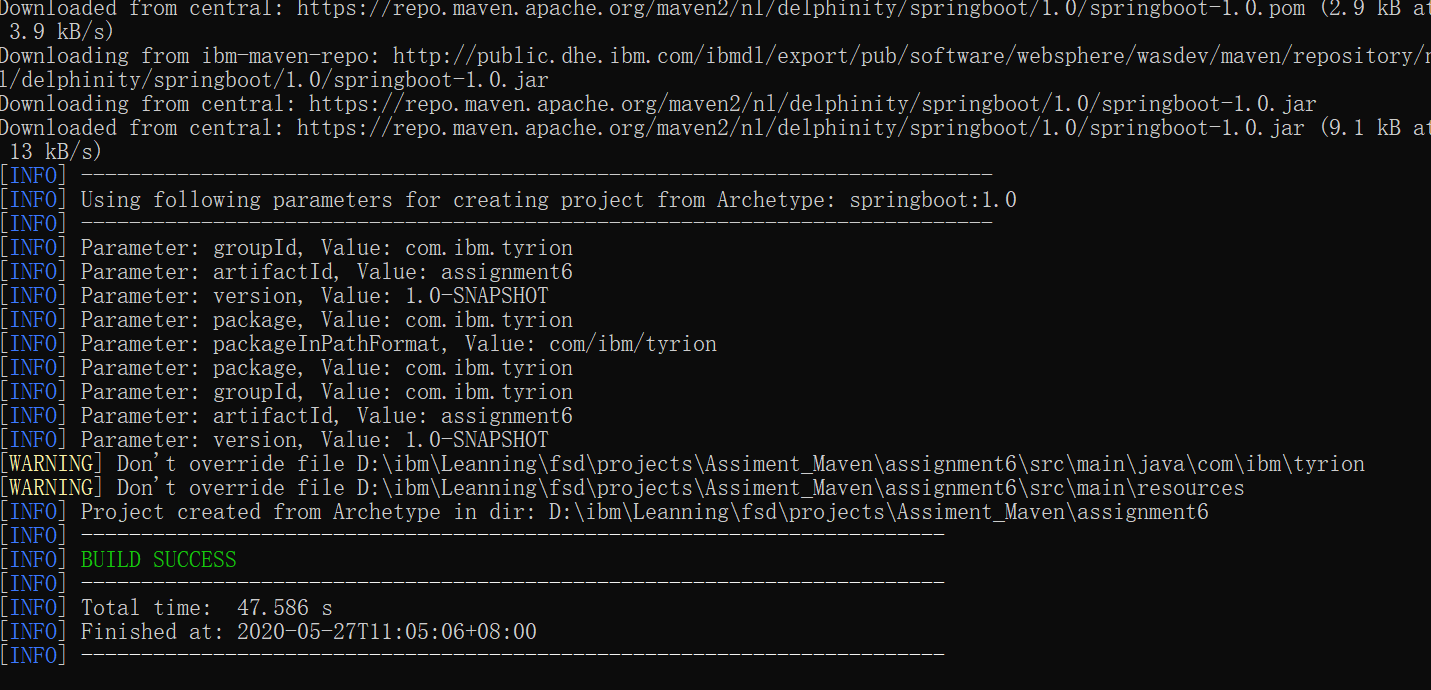 Downloaded from central: https://repo.maven.apache.org/maven2/nl/delphinity/springboot/1.0/springboot-1.0.pom (2.9 kB at
 3.9 kB/s)
Downloading from ibm-maven-repo: http://public.dhe.ibm.com/ibmdl/export/pub/software/websphere/wasdev/maven/repository/n
l/delphinity/springboot/1.0/springboot-1.0.jar
Downloading from central: https://repo.maven.apache.org/maven2/nl/delphinity/springboot/1.0/springboot-1.0.jar
Downloaded from central: https://repo.maven.apache.org/maven2/nl/delphinity/springboot/1.0/springboot-1.0.jar (9.1 kB at
 13 kB/s)
[INFO] ----------------------------------------------------------------------------
[INFO] Using following parameters for creating project from Archetype: springboot:1.0
[INFO] ----------------------------------------------------------------------------
[INFO] Parameter: groupId, Value: com.ibm.tyrion
[INFO] Parameter: artifactId, Value: assignment6
[INFO] Parameter: version, Value: 1.0-SNAPSHOT
[INFO] Parameter: package, Value: com.ibm.tyrion
[INFO] Parameter: packageInPathFormat, Value: com/ibm/tyrion
[INFO] Parameter: package, Value: com.ibm.tyrion
[INFO] Parameter: groupId, Value: com.ibm.tyrion
[INFO] Parameter: artifactId, Value: assignment6
[INFO] Parameter: version, Value: 1.0-SNAPSHOT
[WARNING] Don't override file D:\ibm\Leanning\fsd\projects\Assiment_Maven\assignment6\src\main\java\com\ibm\tyrion
[WARNING] Don't override file D:\ibm\Leanning\fsd\projects\Assiment_Maven\assignment6\src\main\resources
[INFO] Project created from Archetype in dir: D:\ibm\Leanning\fsd\projects\Assiment_Maven\assignment6
[INFO] ------------------------------------------------------------------------
[INFO] BUILD SUCCESS
[INFO] ------------------------------------------------------------------------
[INFO] Total time:  47.586 s
[INFO] Finished at: 2020-05-27T11:05:06+08:00
[INFO] ------------------------------------------------------------------------